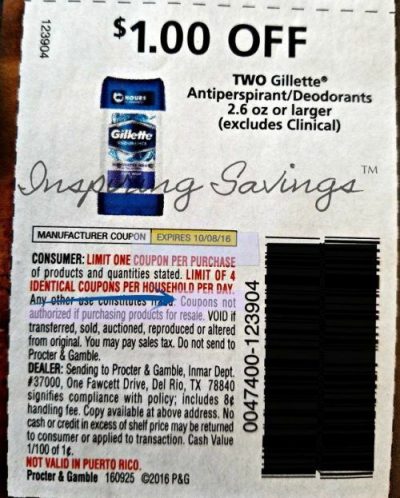 123904
$1.00 OFF
TWO Gillette®
Antiperspirant/Deodorants
2.6 oz or larger
(excludes Clinical)
HOURS
Gillette
Inspiring Savings™
MANUFACTURER COUPON EXPIRES 10/08/16
CONSUMER: LIMIT ONE COUPON PER PURCHASE
of products and quantities stated. LIMIT OF 4
IDENTICAL COUPONS PER HOUSEHOLD PER DAY.
Any other use constitutes fraud. Coupons not
authorized if purchasing products for resale. VOID if
transferred, sold, auctioned, reproduced or altered
from original. You may pay sales tax. Do not send to
Procter & Gamble.
DEALER: Sending to Procter & Gamble, Inmar Dept.
#37000, One Fawcett Drive, Del Rio, TX 78840
signifies compliance with policy; includes 8¢
handling fee. Copy available at above address. No
cash or credit in excess of shelf price may be returned
to consumer or applied to transaction. Cash Value
1/100 of 1¢.
NOT VALID IN PUERTO RICO.
Procter & Gamble 160925 ©2016 P&G
0047400-123904